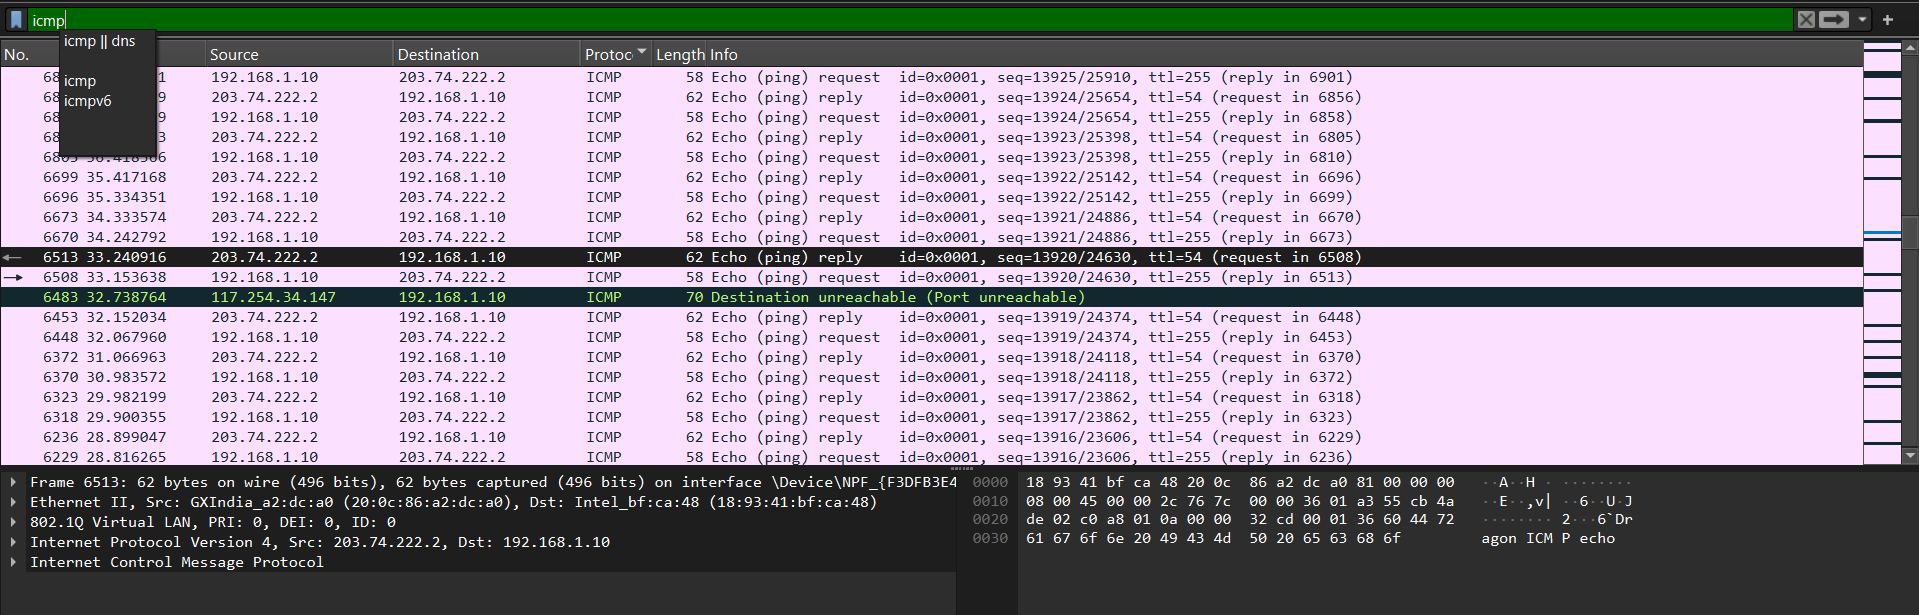 icmp
icmp || dns
icmp
icmpv6
No. Source Destination Protoc Length Info
68 1 192.168.1.10 203.74.222.2 ICMP 58 Echo (ping) request id=0x0001, seq=13925/25910, ttl=255 (reply in 6901)
68 9 203.74.222.2 192.168.1.10 ICMP 62 Echo (ping) reply id=0x0001, seq=13924/25654, ttl=54 (request in 6856)
68 9 192.168.1.10 203.74.222.2 ICMP 58 Echo (ping) request id=0x0001, seq=13924/25654, ttl=255 (reply in 6858)
68 3 203.74.222.2 192.168.1.10 ICMP 62 Echo (ping) reply id=0x0001, seq=13923/25398, ttl=54 (request in 6805)
6805 36.418566 192.168.1.10 203.74.222.2 ICMP 58 Echo (ping) request id=0x0001, seq=13923/25398, ttl=255 (reply in 6810)
6699 35.417168 203.74.222.2 192.168.1.10 ICMP 62 Echo (ping) reply id=0x0001, seq=13922/25142, ttl=54 (request in 6696)
6696 35.334351 192.168.1.10 203.74.222.2 ICMP 58 Echo (ping) request id=0x0001, seq=13922/25142, ttl=255 (reply in 6699)
6673 34.333574 203.74.222.2 192.168.1.10 ICMP 62 Echo (ping) reply id=0x0001, seq=13921/24886, ttl=54 (request in 6670)
6670 34.242792 192.168.1.10 203.74.222.2 ICMP 58 Echo (ping) request id=0x0001, seq=13921/24886, ttl=255 (reply in 6673)
6513 33.240916 203.74.222.2 192.168.1.10 ICMP 62 Echo (ping) reply id=0x0001, seq=13920/24630, ttl=54 (request in 6508)
6508 33.153638 192.168.1.10 203.74.222.2 ICMP 58 Echo (ping) request id=0x0001, seq=13920/24630, ttl=255 (reply in 6513)
6483 32.738764 117.254.34.147 192.168.1.10 ICMP 70 Destination unreachable (Port unreachable)
6453 32.152034 203.74.222.2 192.168.1.10 ICMP 62 Echo (ping) reply id=0x0001, seq=13919/24374, ttl=54 (request in 6448)
6448 32.067960 192.168.1.10 203.74.222.2 ICMP 58 Echo (ping) request id=0x0001, seq=13919/24374, ttl=255 (reply in 6453)
6372 31.066963 203.74.222.2 192.168.1.10 ICMP 62 Echo (ping) reply id=0x0001, seq=13918/24118, ttl=54 (request in 6370)
6370 30.983572 192.168.1.10 203.74.222.2 ICMP 58 Echo (ping) request id=0x0001, seq=13918/24118, ttl=255 (reply in 6372)
6323 29.982199 203.74.222.2 192.168.1.10 ICMP 62 Echo (ping) reply id=0x0001, seq=13917/23862, ttl=54 (request in 6318)
6318 29.900355 192.168.1.10 203.74.222.2 ICMP 58 Echo (ping) request id=0x0001, seq=13917/23862, ttl=255 (reply in 6323)
6236 28.899047 203.74.222.2 192.168.1.10 ICMP 62 Echo (ping) reply id=0x0001, seq=13916/23606, ttl=54 (request in 6229)
6229 28.816265 192.168.1.10 203.74.222.2 ICMP 58 Echo (ping) request id=0x0001, seq=13916/23606, ttl=255 (reply in 6236)
Frame 6513: 62 bytes on wire (496 bits), 62 bytes captured (496 bits) on interface \Device\NPF_{F3DFB3E4
Ethernet II, Src: GXIndia_a2:dc:a0 (20:0c:86:a2:dc:a0), Dst: Intel_bf:ca:48 (18:93:41:bf:ca:48)
802.1Q Virtual LAN, PRI: 0, DEI: 0, ID: 0
Internet Protocol Version 4, Src: 203.74.222.2, Dst: 192.168.1.10
Internet Control Message Protocol
0000 18 93 41 bf ca 48 20 0c 86 a2 dc a0 81 00 00 00 ··A··H · ········
0010 08 00 45 00 00 2c 76 7c 00 00 36 01 a3 55 cb 4a ··E··,v| ··6··U·J
0020 de 02 c0 a8 01 0a 00 00 32 cd 00 01 36 60 44 72 ········ 2···6`Dr
0030 61 67 6f 6e 20 49 43 4d 50 20 65 63 68 6f agon ICM P echo